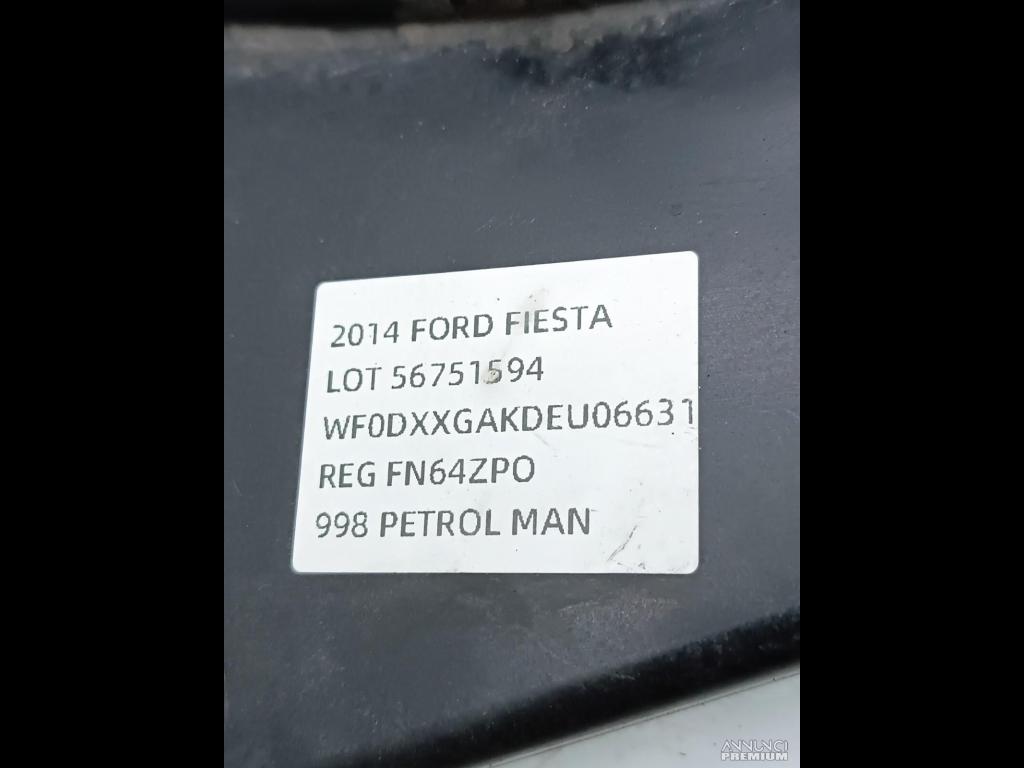 2014 FORD FIESTA
LOT 56751594
WF0DXXGAKDEU06631
REG FN64ZPO
998 PETROL MAN
ANNUNCI
PREMIUM